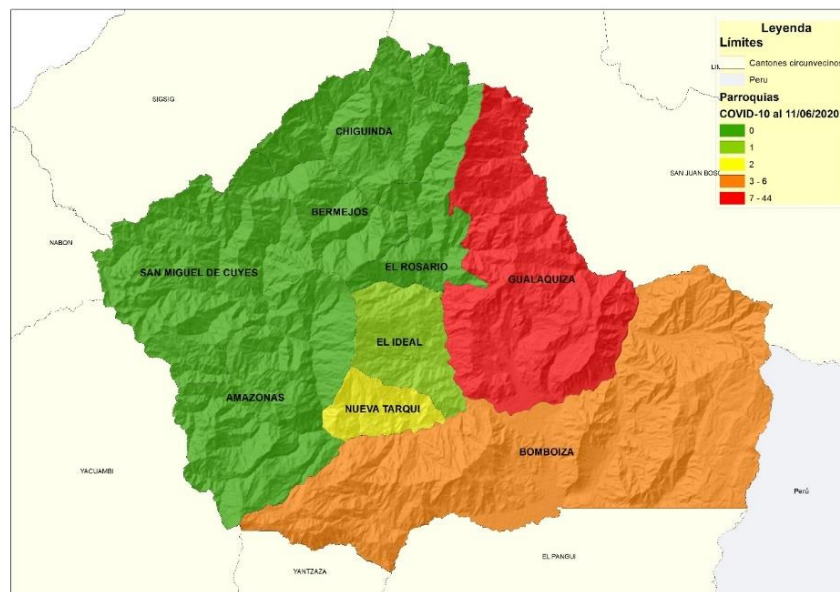 Leyenda
Límites
Cantones circunvecinos
Peru
Parroquias
COVID-10 al 11/06/2020
0
1
2
3 - 6
7 - 44
SIGSIG
CHIGUINDA
SAN JUAN BOSC
BERMEJOS
NABON
SAN MIGUEL DE CUYES
EL ROSARIO
GUALAQUIZA
EL IDEAL
AMAZONAS
NUEVA TARQUI
BOMBOIZA
YACUAMBI
Perú
EL PANGUI
YANTZAZA